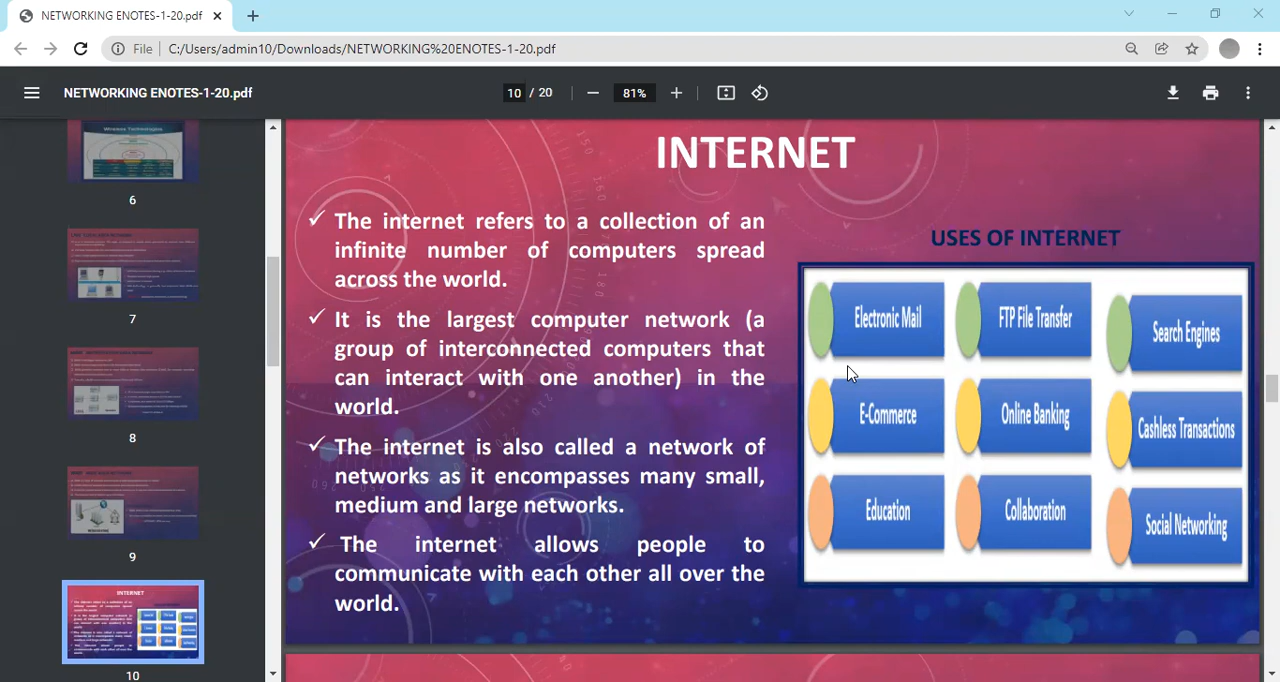 NETWORKING ENOTES-1-20.pdf
File
C:/Users/admin10/Downloads/NETWORKING%20ENOTES-1-20.pdf
NETWORKING ENOTES-1-20.pdf
10 / 20
81%
Wireless Technologies
6
7
8
9
INTERNET
10
INTERNET
✓ The internet refers to a collection of an
infinite number of computers spread
across the world.
✓ It is the largest computer network (a
group of interconnected computers that
can interact with one another) in the
world.
✓ The internet is also called a network of
networks as it encompasses many small,
medium and large networks.
✓ The internet allows people to
communicate with each other all over the
world.
USES OF INTERNET
Electronic Mail
FTP File Transfer
Search Engines
E-Commerce
Online Banking
Cashless Transactions
Education
Collaboration
Social Networking